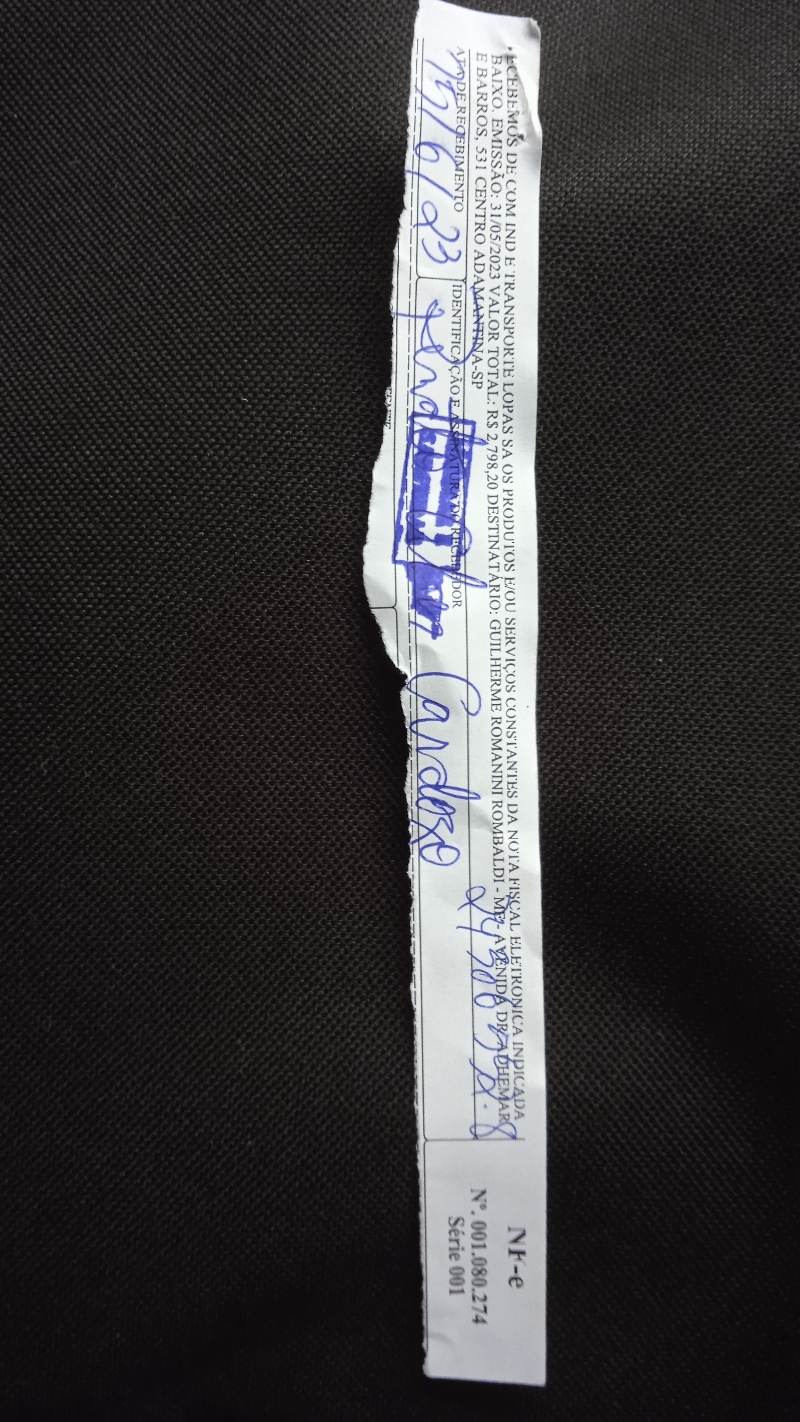 RECEBEMOS DE COM IND E TRANSPORTE LOPAS SA OS PRODUTOS E/OU SERVIÇOS CONSTANTES DA NOTA FISCAL ELETRÔNICA INDICADA
BAIXO. EMISSÃO: 31/05/2023 VALOR TOTAL: R$ 2.798,20 DESTINATÁRIO: GUILHERME ROMANINI ROMBALDI - ME - AVENIDA DR. ADHEMAR
E BARROS, 531 CENTRO ADAMANTINA-SP
ATA DE RECEBIMENTO
15/6/23
IDENTIFICAÇÃO E ASSINATURA DO RECEBEDOR
Cardozo
NF-e
Nº. 001.080.274
Série 001